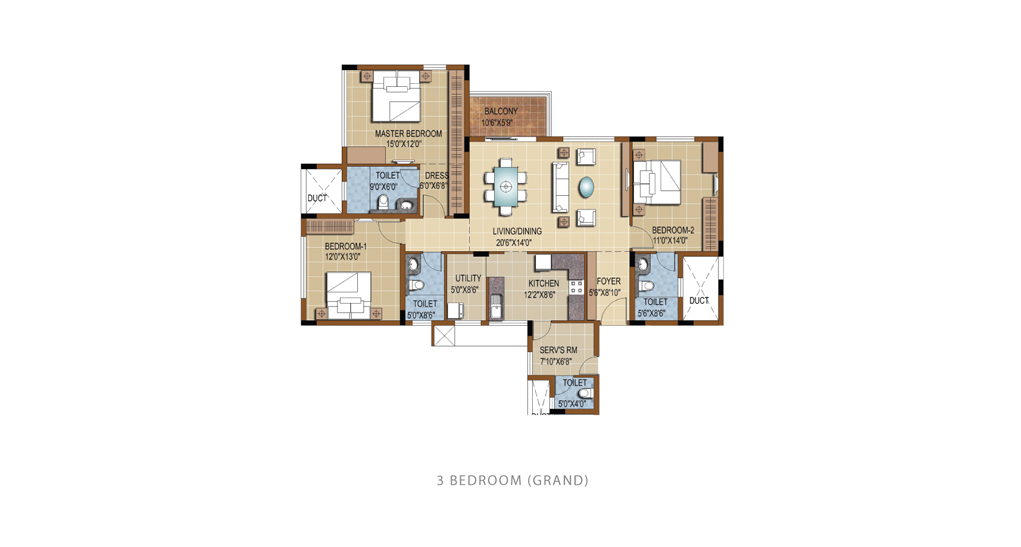 BALCONY
10'6"X5'9"
MASTER BEDROOM
15'0"X12'0"
TOILET
9'0"X6'0"
DRESS
6'0"X6'8"
DUCT
LIVING/DINING
20'6"X14'0"
BEDROOM-2
11'0"X14'0"
BEDROOM-1
12'0"X13'0"
TOILET
5'0"X8'6"
UTILITY
5'0"X8'6"
KITCHEN
12'2"X8'6"
FOYER
5'6"X8'10"
TOILET
5'6"X8'6"
DUCT
SERV'S RM
7'10"X6'8"
TOILET
5'0"X4'0"
3 BEDROOM (GRAND)